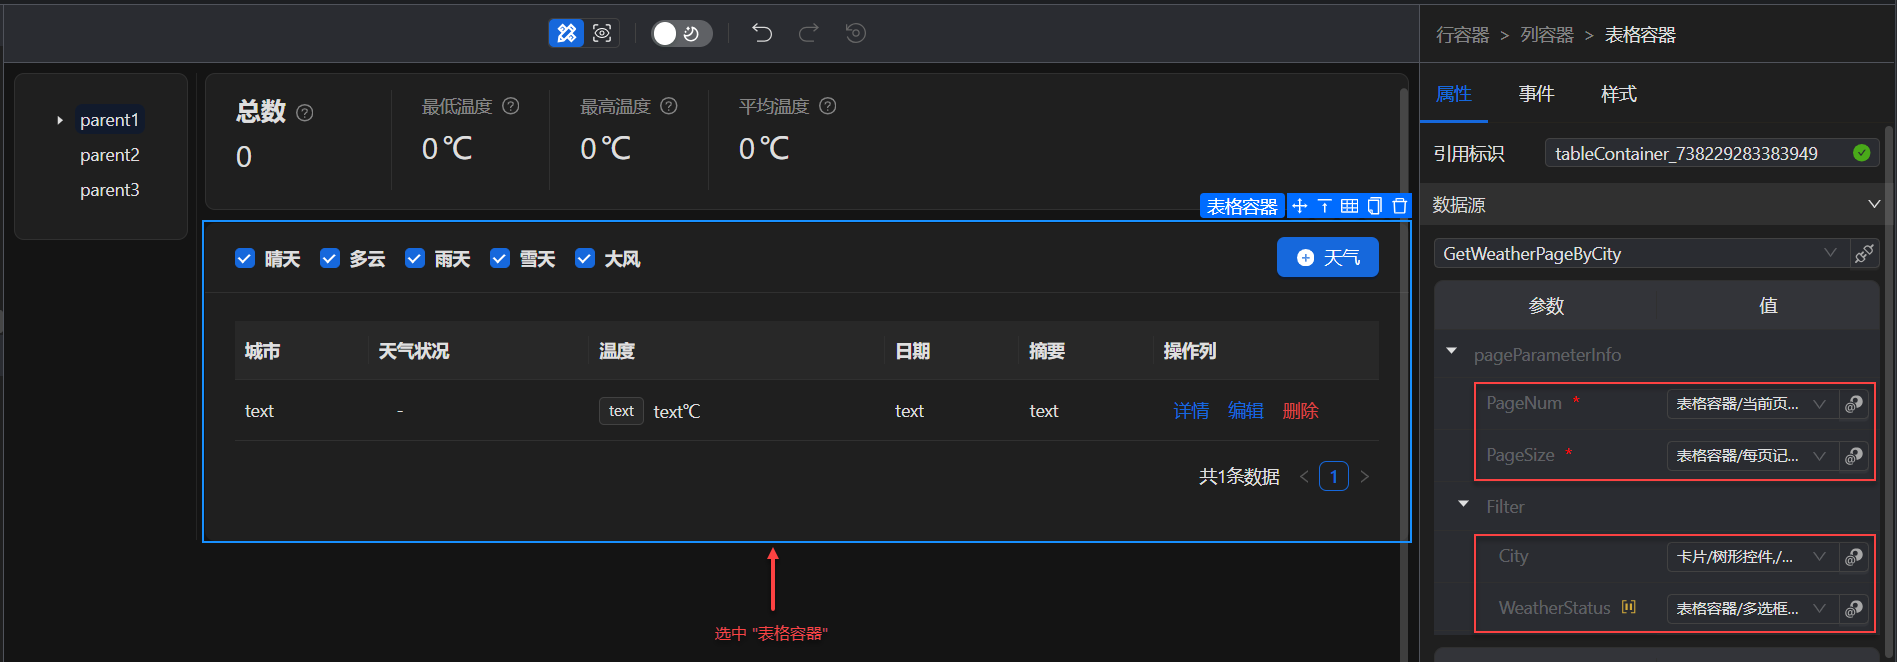 行容器 > 列容器 > 表格容器
parent1
parent2
parent3
总数
0
最低温度
0℃
最高温度
0℃
平均温度
0℃
表格容器
晴天 多云 雨天 雪天 大风
天气
城市 天气状况 温度 日期 摘要 操作列
text - text text℃ text text 详情 编辑 删除
共1条数据 < 1 >
选中 "表格容器"
属性 事件 样式
引用标识 tableContainer_738229283383949
数据源
GetWeatherPageByCity
参数 值
pageParameterInfo
PageNum * 表格容器/当前页...
PageSize * 表格容器/每页记...
Filter
City 卡片/树形控件,/...
WeatherStatus 表格容器/多选框...